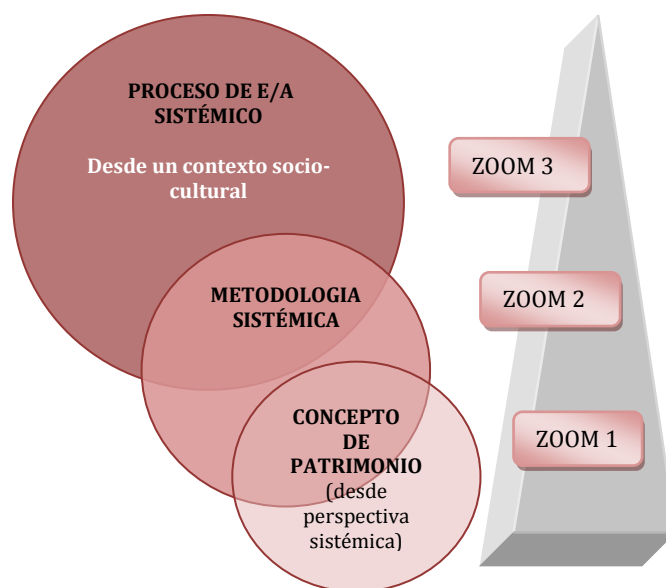 PROCESO DE E/A
SISTÉMICO
Desde un contexto socio-
cultural
ZOOM 3
METODOLOGIA
SISTÉMICA
ZOOM 2
CONCEPTO
DE
PATRIMONIO
(desde
perspectiva
sistémica)
ZOOM 1